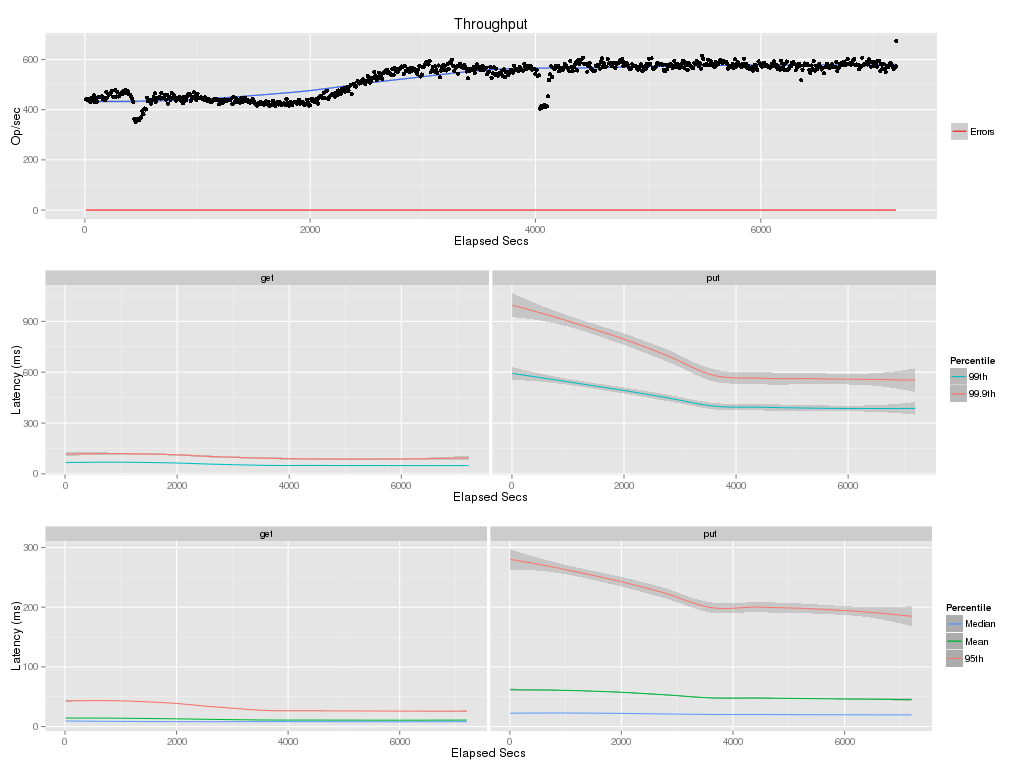 Throughput
600
400
200
0
Op/sec
0 2000 4000 6000
Elapsed Secs
Errors
get put
900
600
300
0
Latency (ms)
0 2000 4000 6000 0 2000 4000 6000
Elapsed Secs
Percentile
99th
99.9th
get put
300
200
100
0
Latency (ms)
0 2000 4000 6000 0 2000 4000 6000
Elapsed Secs
Percentile
Median
Mean
95th